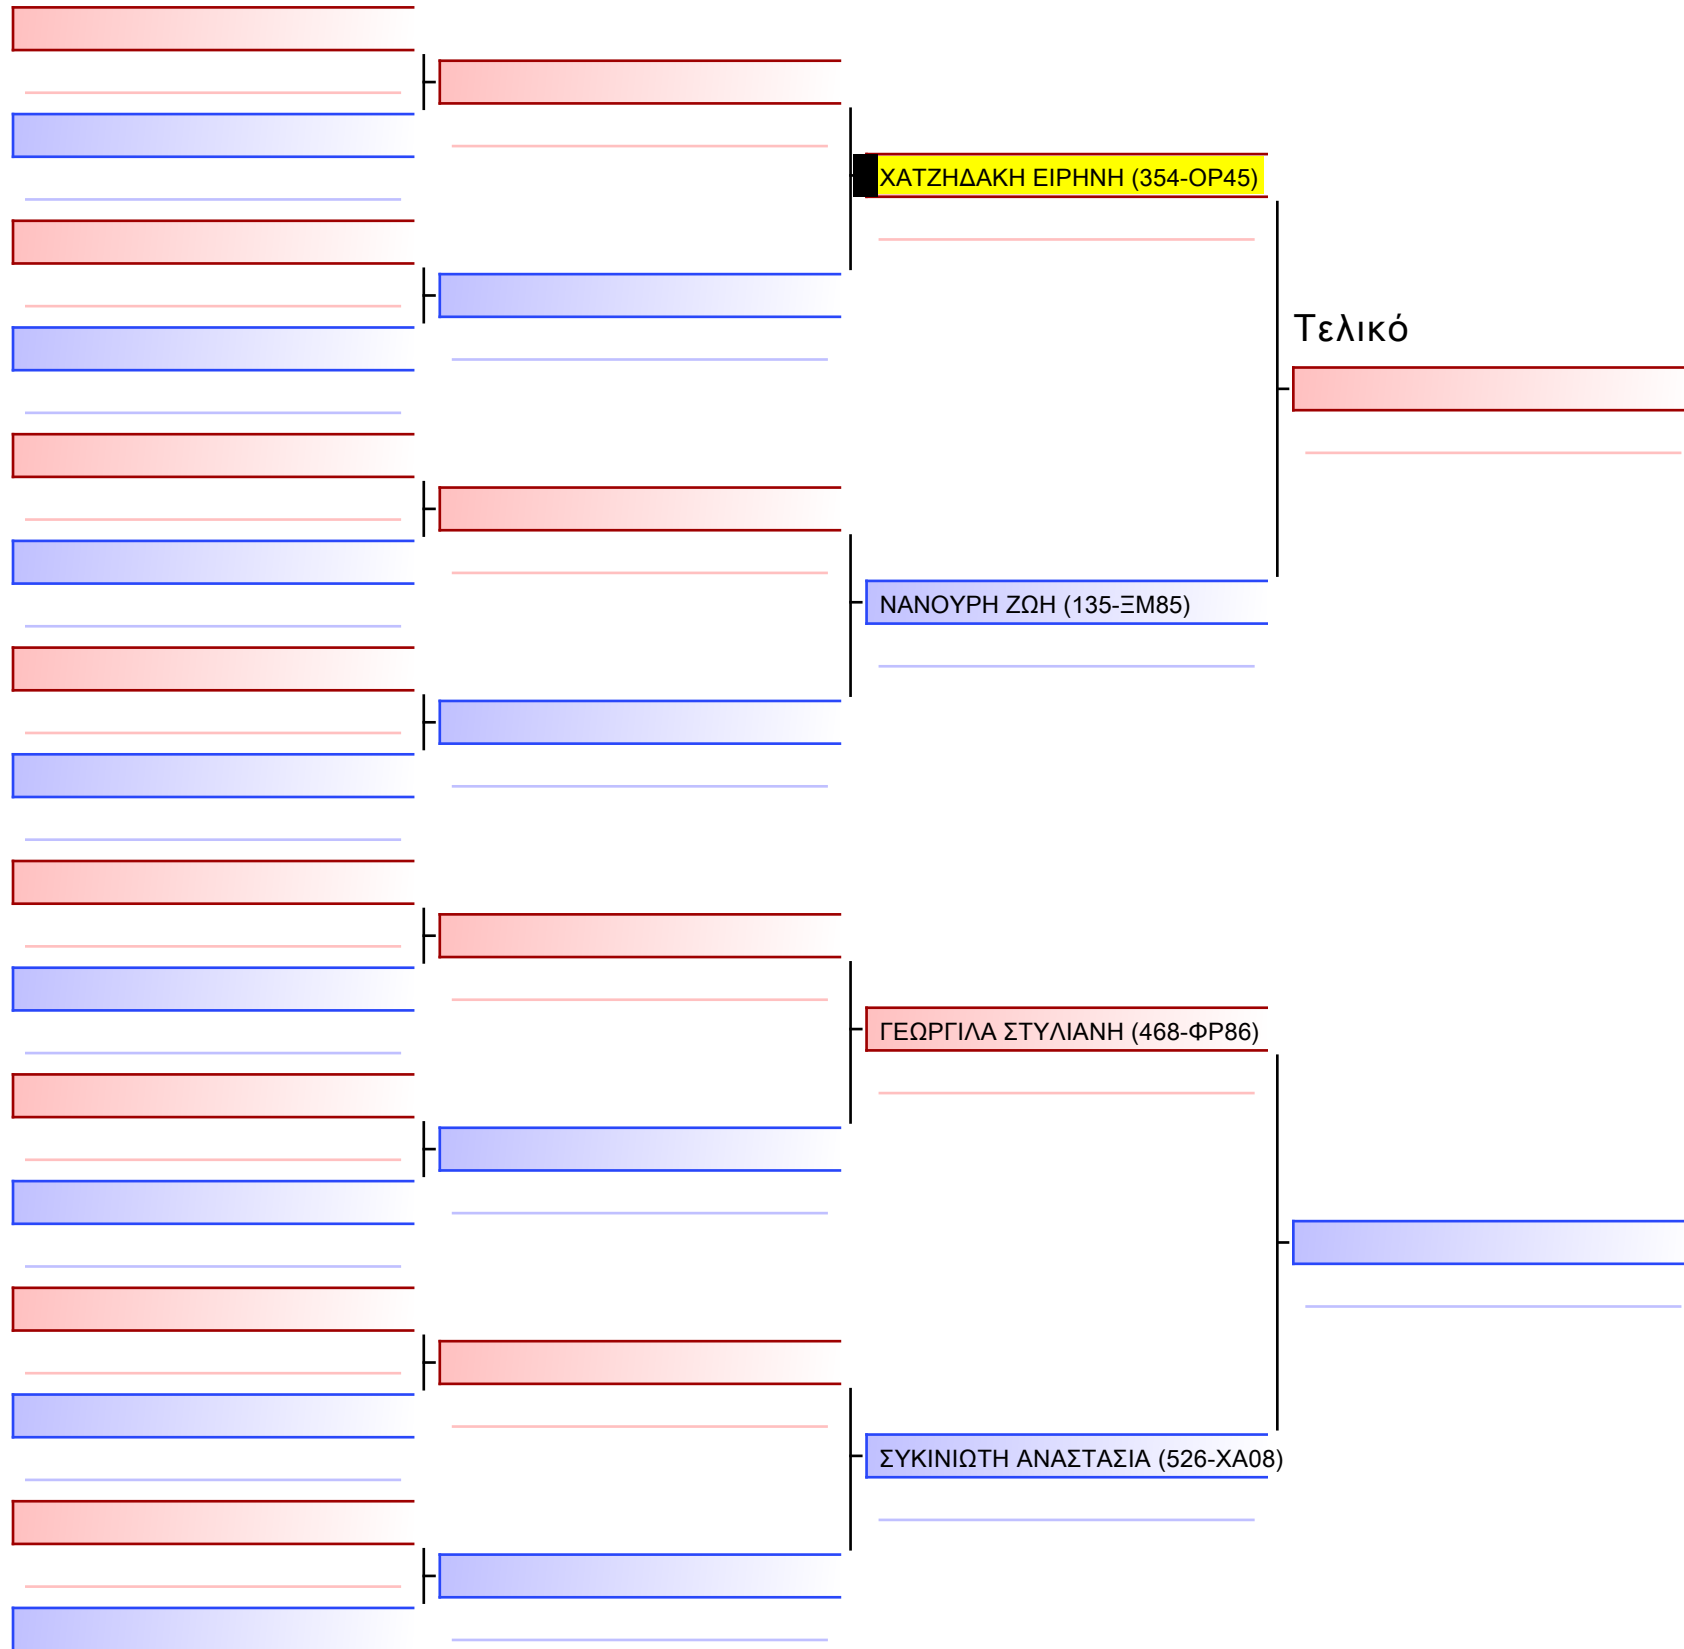 ΧΑΤΖΗΔΑΚΗ ΕΙΡΗΝΗ (354-ΟΡ45)
Τελικό
ΝΑΝΟΥΡΗ ΖΩΗ (135-ΞΜ85)
ΓΕΩΡΓΙΛΑ ΣΤΥΛΙΑΝΗ (468-ΦΡ86)
ΣΥΚΙΝΙΩΤΗ ΑΝΑΣΤΑΣΙΑ (526-ΧΑ08)